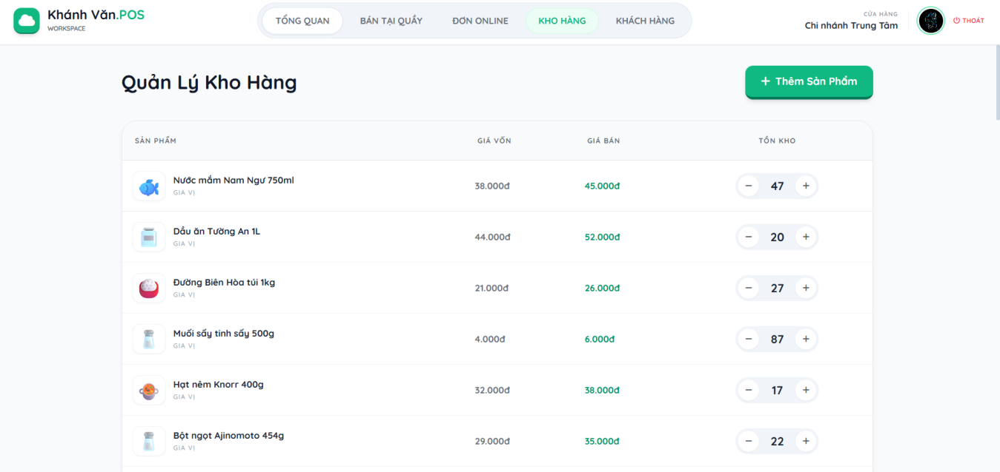 Khánh Văn.POS
WORKSPACE
TỔNG QUAN
BÁN TẠI QUẦY
ĐƠN ONLINE
KHO HÀNG
KHÁCH HÀNG
CỬA HÀNG
Chi nhánh Trung Tâm
THOÁT
Quản Lý Kho Hàng
+ Thêm Sản Phẩm
SẢN PHẨM GIÁ VỐN GIÁ BÁN TỒN KHO
Nước mắm Nam Ngư 750ml
GIA VỊ
38.000đ 45.000đ − 47 +
Dầu ăn Tường An 1L
GIA VỊ
44.000đ 52.000đ − 20 +
Đường Biên Hòa túi 1kg
GIA VỊ
21.000đ 26.000đ − 27 +
Muối sấy tinh sấy 500g
GIA VỊ
4.000đ 6.000đ − 87 +
Hạt nêm Knorr 400g
GIA VỊ
32.000đ 38.000đ − 17 +
Bột ngọt Ajinomoto 454g
GIA VỊ
29.000đ 35.000đ − 22 +